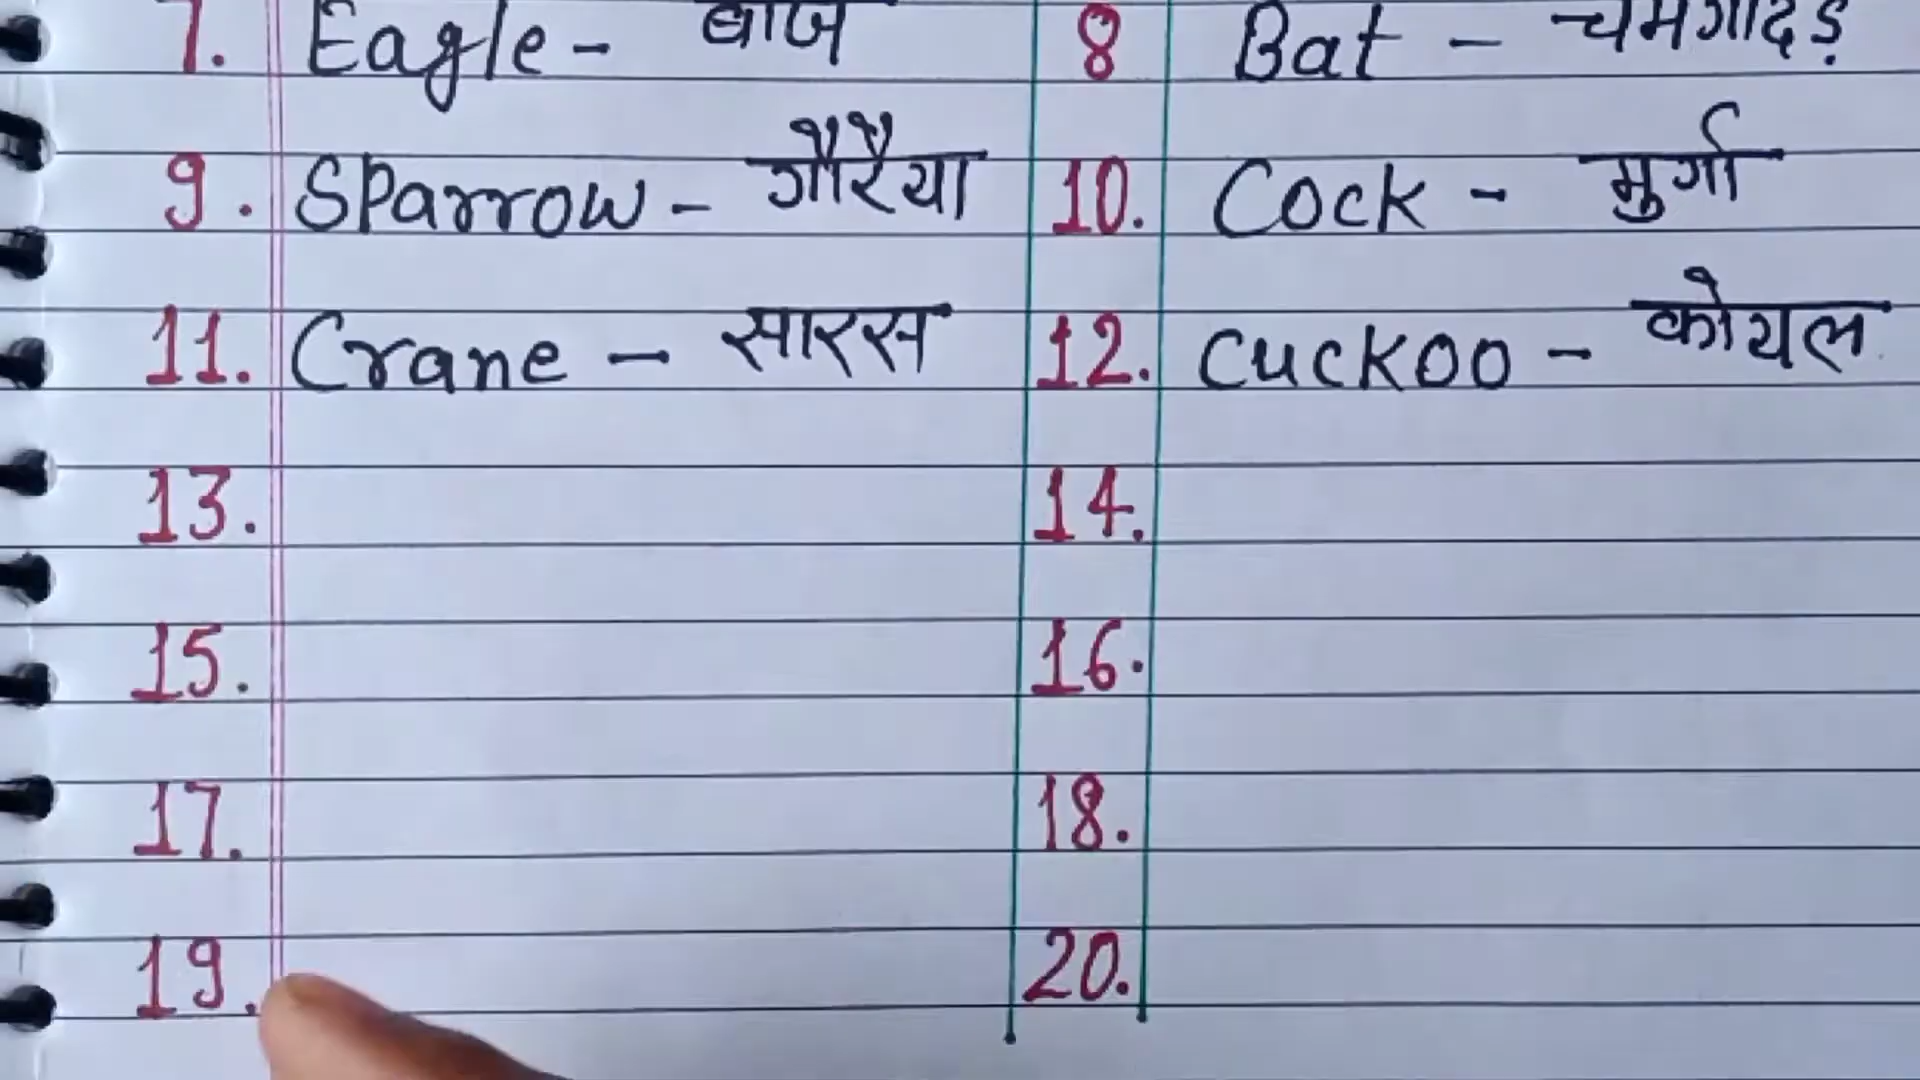 7. Eagle - बाज 8 Bat - चमगादड़
9. SParrow - गौरैया 10. Cock - मुर्गा
11. Crane - सारस 12. Cuckoo - कोयल
13. 14.
15. 16.
17. 18.
19. 20.